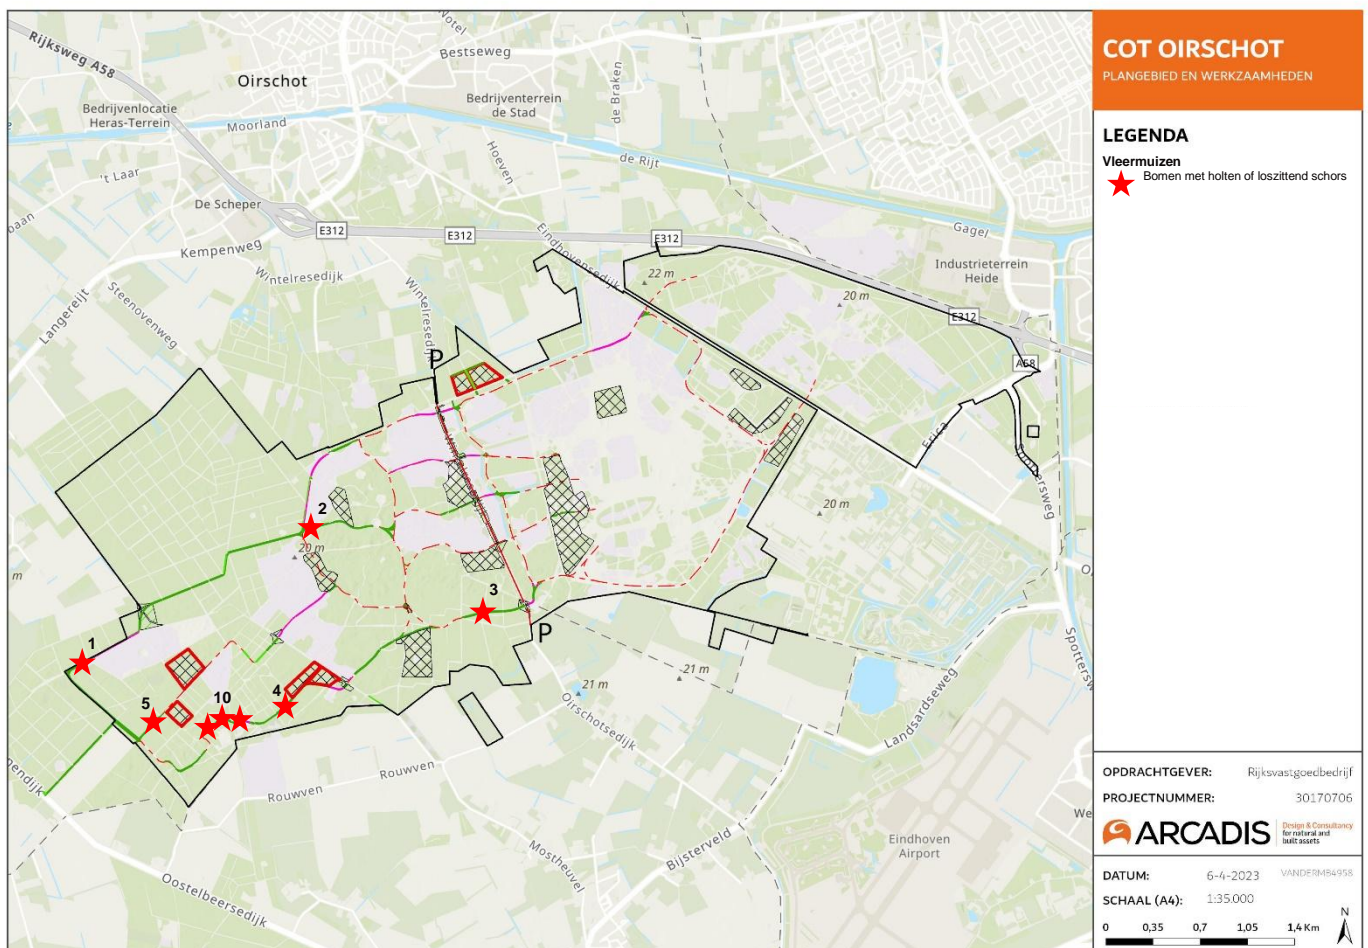 Rijksweg A58
Notel
Bestseweg
Oirschot
de Braken
Bedrijvenlocatie
Heras-Terrein
Moorland
Bedrijventerrein
de Stad
Hoeven
de Rijt
't Laar
De Scheper
E312
E312
E312
Gagel
Kempenweg
Eindhovensedijk
Wintelresedijk
22 m
Industrieterrein
Heide
20 m
Langereijt
Steenovenweg
Wintelresedijk
E312
P
A58
Erica
20 m
2
20 m
3
1
P
21 m
21 m
4
5
10
Oirschotsedijk
Landsardseweg
Rouwven
Rouwven
Mostheuvel
Bijsterveld
Eindhoven
Airport
Oostelbeersedijk
COT OIRSCHOT
PLANGEBIED EN WERKZAAMHEDEN
LEGENDA
Vleermuizen
Bomen met holten of loszittend schors
OPDRACHTGEVER: Rijksvastgoedbedrijf
PROJECTNUMMER: 30170706
ARCADIS
Design & Consultancy
for natural and
built assets
DATUM: 6-4-2023 VANDERMB4958
SCHAAL (A4): 1:35.000
N
0 0,35 0,7 1,05 1,4 Km